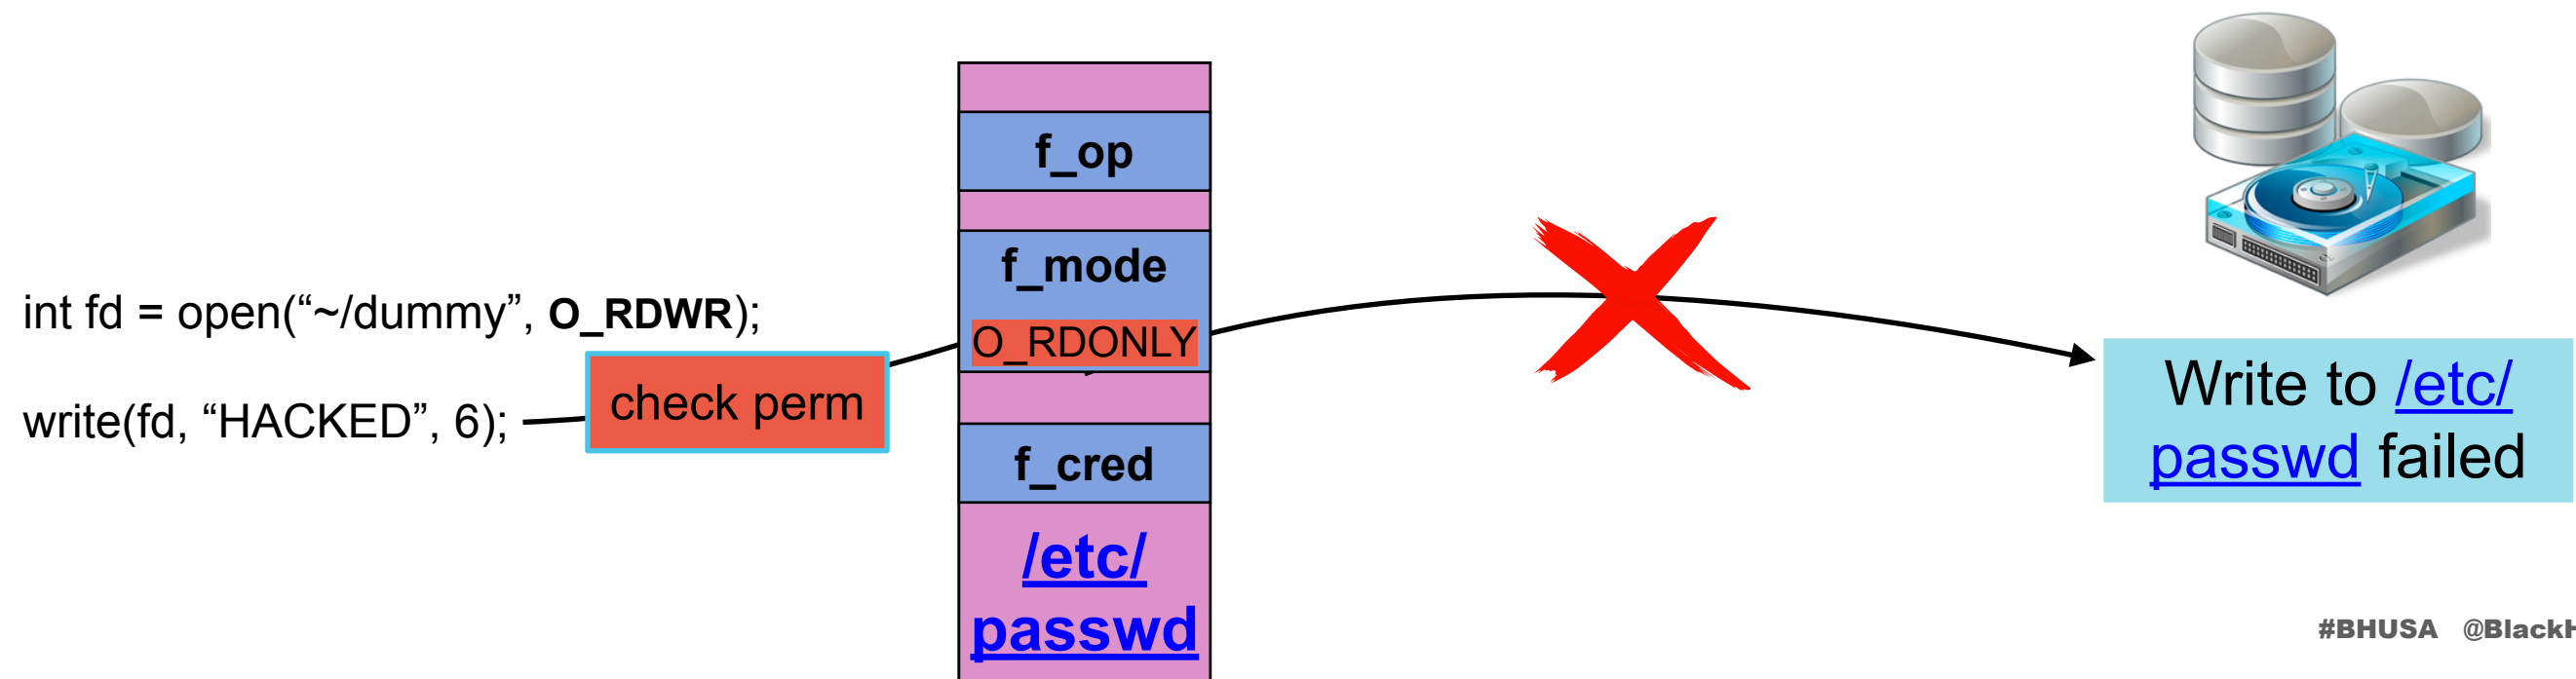 int fd = open(“~/dummy”, O_RDWR);
write(fd, “HACKED”, 6);
check perm
f_op
f_mode
O_RDONLY
f_cred
/etc/
passwd
Write to /etc/
passwd failed
#BHUSA @BlackH